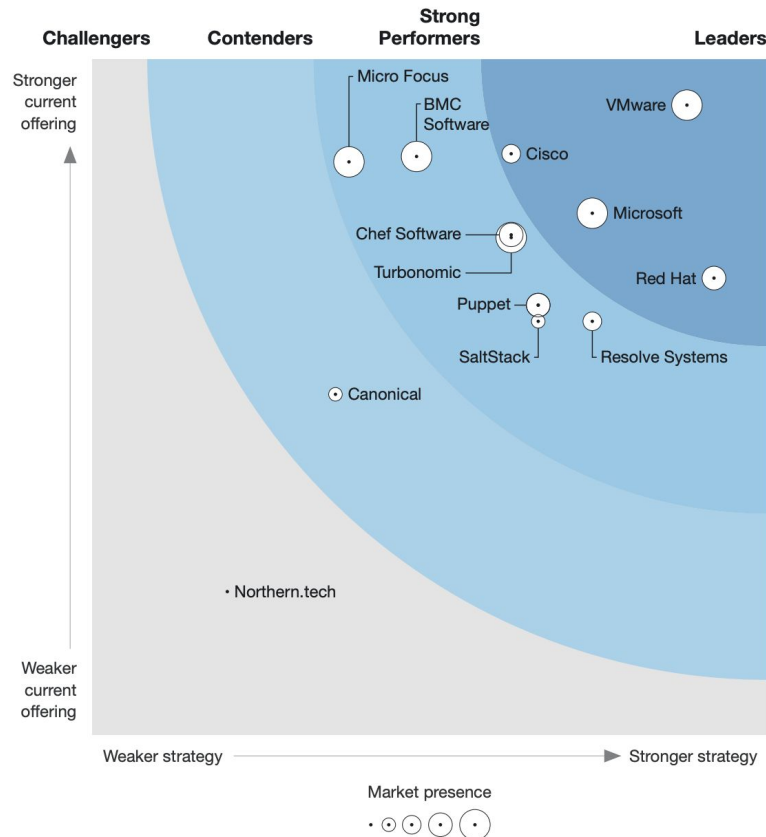 Challengers
Contenders
Strong
Performers
Leaders
Stronger
current
offering
Micro Focus
BMC
Software
VMware
Cisco
Microsoft
Chef Software
Turbonomic
Red Hat
Puppet
SaltStack
Resolve Systems
Canonical
Northern.tech
Weaker
current
offering
Weaker strategy
Stronger strategy
Market presence